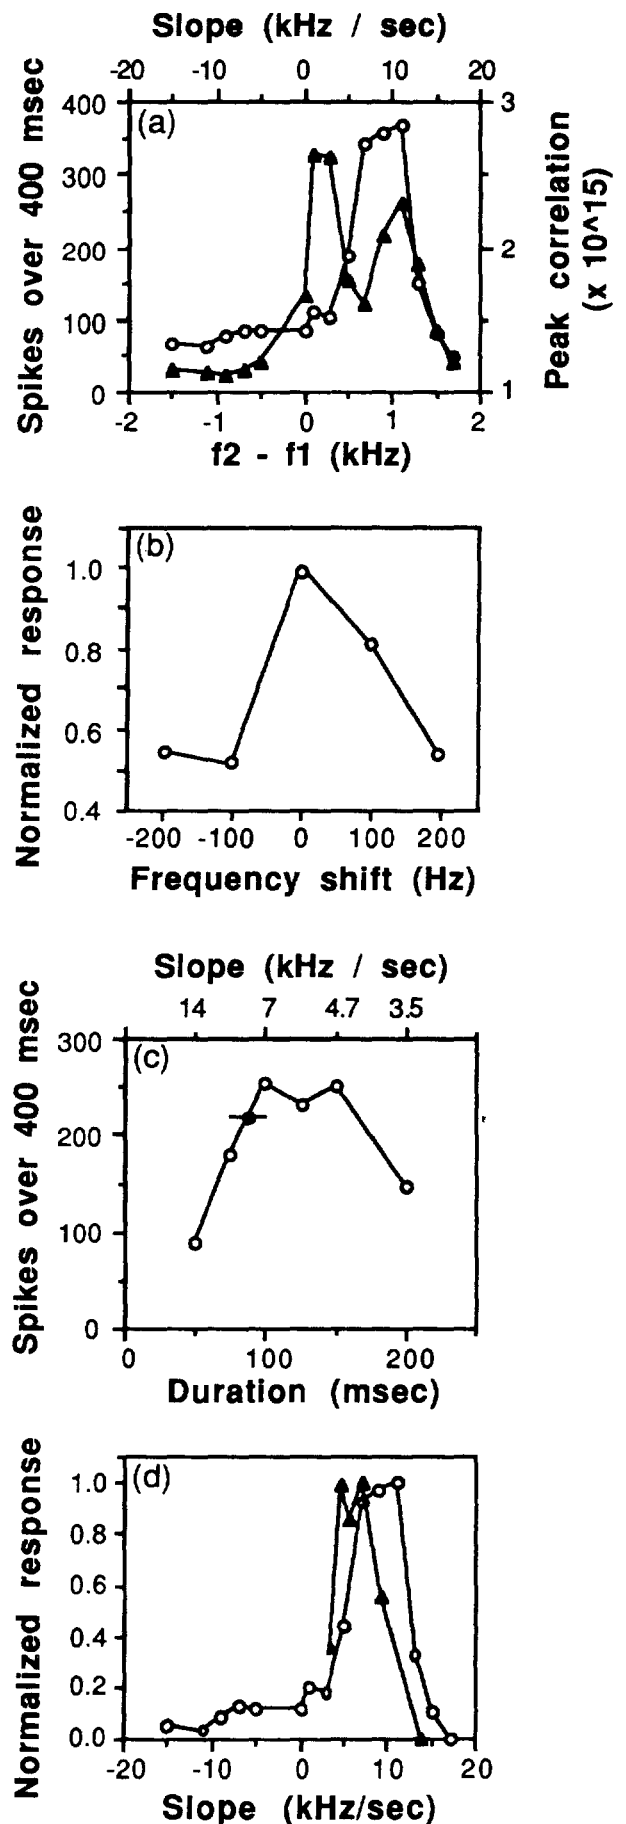 Slope (kHz / sec)
-20 -10 0 10 20
(a)
Spikes over 400 msec
400
300
200
100
0
3
2
1
Peak correlation
(x 10^15)
-2 -1 0 1 2
f2 - f1 (kHz)
(b)
Normalized response
1.0
0.8
0.6
0.4
-200 -100 0 100 200
Frequency shift (Hz)
Slope (kHz / sec)
14 7 4.7 3.5
(c)
Spikes over 400 msec
300
200
100
0
0 100 200
Duration (msec)
(d)
Normalized response
1.0
0.8
0.6
0.4
0.2
0.0
-20 -10 0 10 20
Slope (kHz/sec)